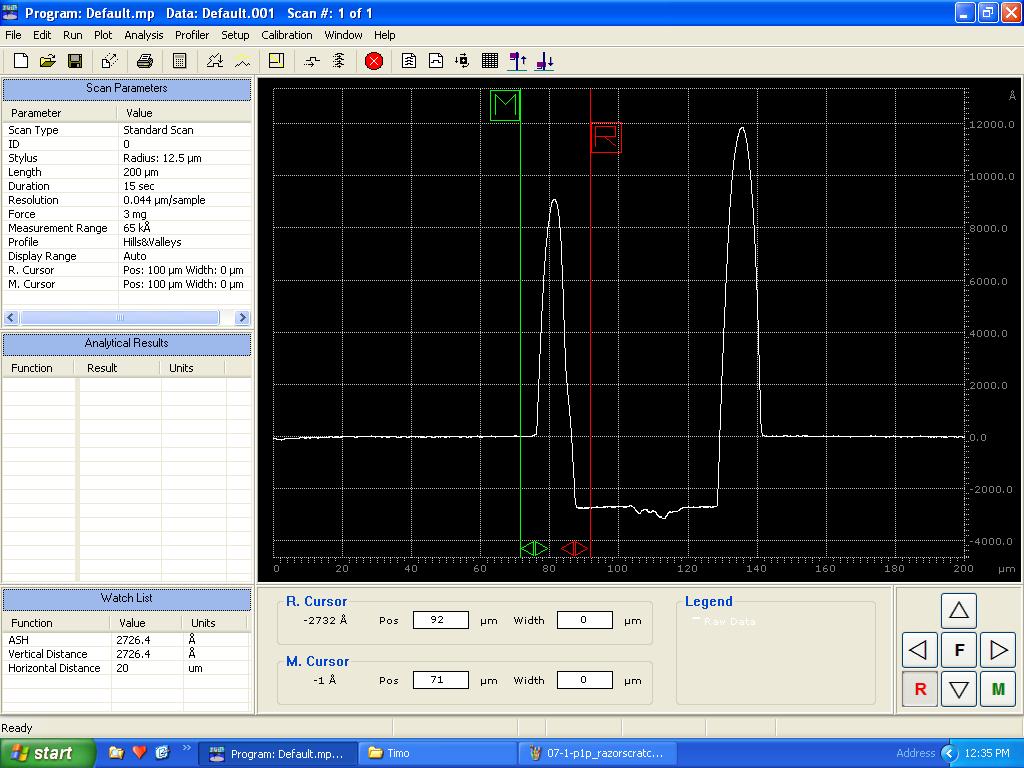 Program: Default.mp Data: Default.001 Scan #: 1 of 1
File Edit Run Plot Analysis Profiler Setup Calibration Window Help
Scan Parameters
Parameter Value
Scan Type Standard Scan
ID 0
Stylus Radius: 12.5 µm
Length 200 µm
Duration 15 sec
Resolution 0.044 µm/sample
Force 3 mg
Measurement Range 65 kÅ
Profile Hills&Valleys
Display Range Auto
R. Cursor Pos: 100 µm Width: 0 µm
M. Cursor Pos: 100 µm Width: 0 µm
Analytical Results
Function Result Units
Watch List
Function Value Units
ASH 2726.4 Å
Vertical Distance 2726.4 Å
Horizontal Distance 20 um
M
R
Å
12000.0
10000.0
8000.0
6000.0
4000.0
2000.0
0.0
-2000.0
-4000.0
0 20 40 60 80 100 120 140 160 180 200 µm
R. Cursor
-2732 Å Pos 92 µm Width 0 µm
M. Cursor
-1 Å Pos 71 µm Width 0 µm
Legend
Raw Data
F
R M
Ready
start Program: Default.mp... Timo 07-1-p1p_razorscratc... Address 12:35 PM